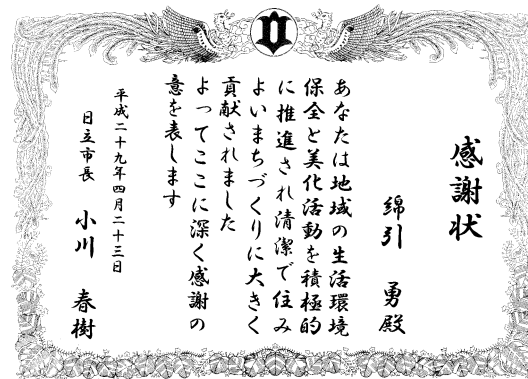 感謝状
綿引 勇殿
あなたは地域の生活環境
保全と美化活動を積極的
に推進され清潔で住み
よいまちづくりに大きく
貢献されました
よってここに深く感謝の
意を表します
平成二十九年四月二十三日
日立市長 小川 春樹